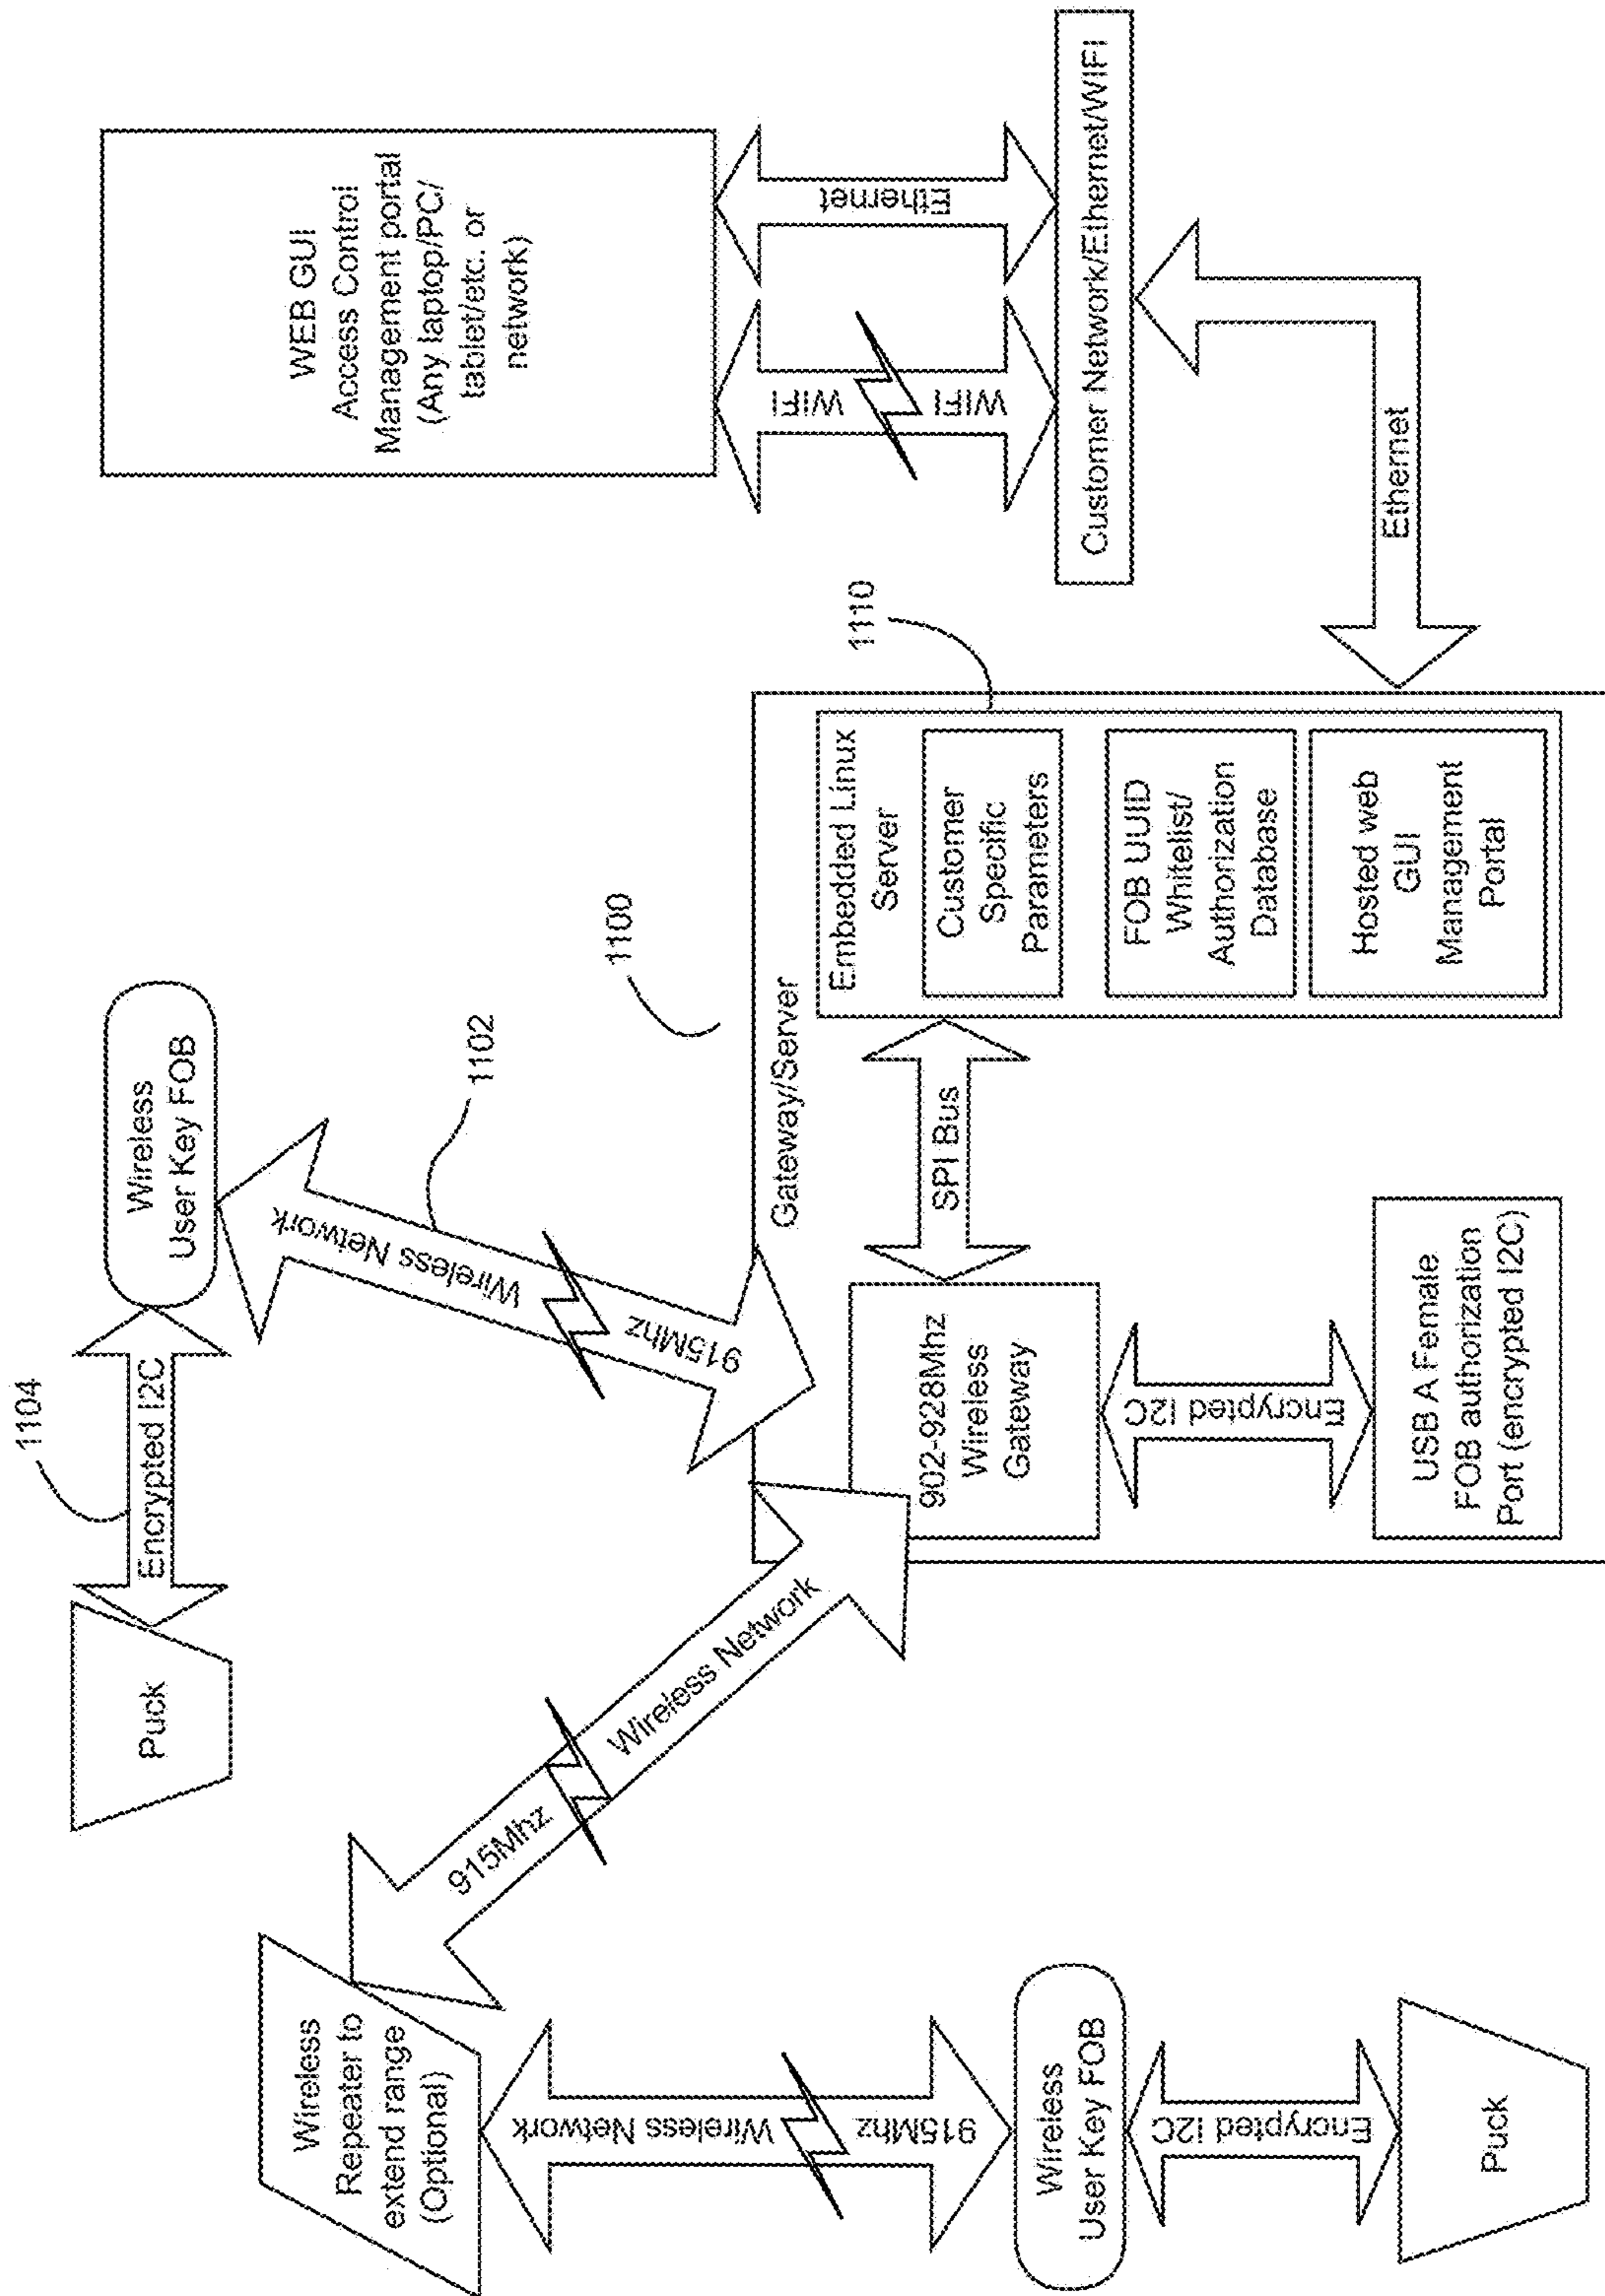 Wireless
Repeater to
extend range
(Optional)
915Mhz
Wireless Network
915Mhz
Wireless Network
Wireless
User Key FOB
Encrypted I2C
Puck
Puck
Encrypted I2C
1104
Wireless
User Key FOB
915Mhz
Wireless Network
1102
1100
Gateway/Server
902-928Mhz
Wireless
Gateway
Encrypted I2C
USB A Female
FOB authorization
Port (encrypted I2C)
SPI Bus
Embedded Linux
Server
Customer
Specific
Parameters
FOB UUID
Whitelist/
Authorization
Database
Hosted web
GUI
Management
Portal
1110
Ethernet
WEB GUI
Access Control
Management portal
(Any laptop/PC/
tablet/etc. or
network)
WIFI
WIFI
Ethernet
Customer Network/Ethernet/WIFI